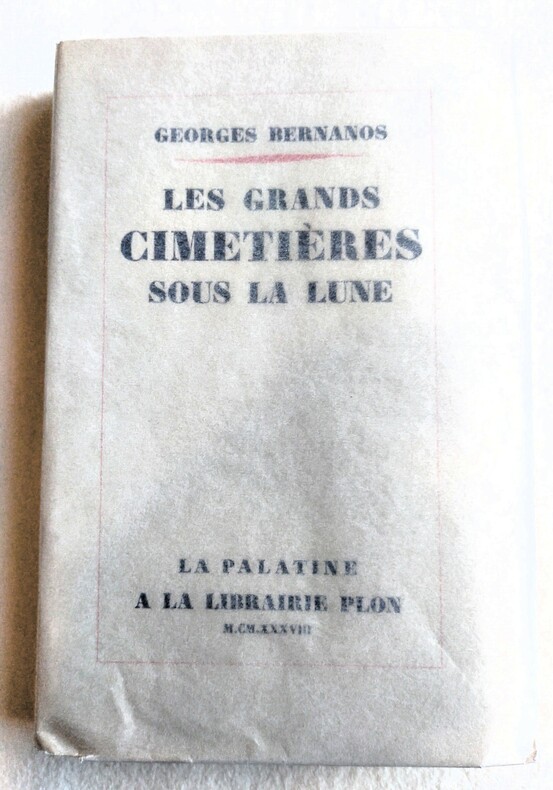 GEORGES BERNANOS
LES GRANDS
CIMETIÈRES
SOUS LA LUNE
LA PALATINE
A LA LIBRAIRIE PLON
M.CM.XXXVIII